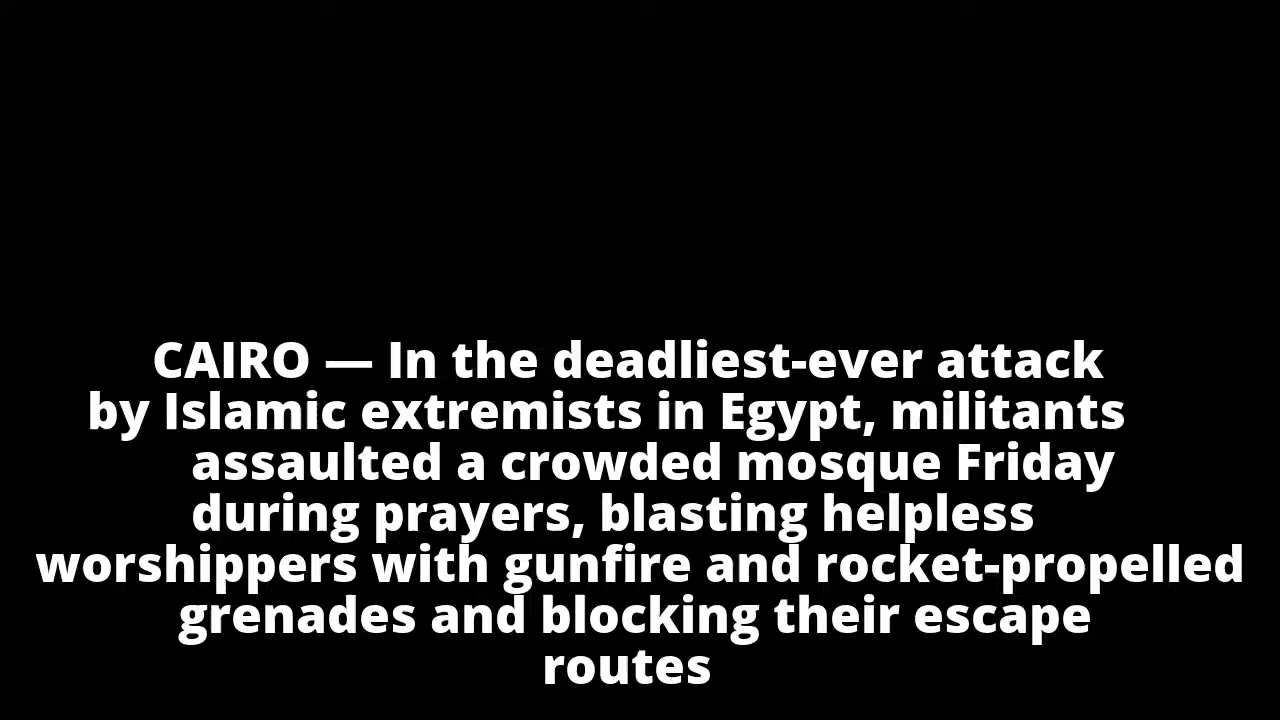 CAIRO — In the deadliest-ever attack
by Islamic extremists in Egypt, militants
assaulted a crowded mosque Friday
during prayers, blasting helpless
worshippers with gunfire and rocket-propelled
grenades and blocking their escape
routes